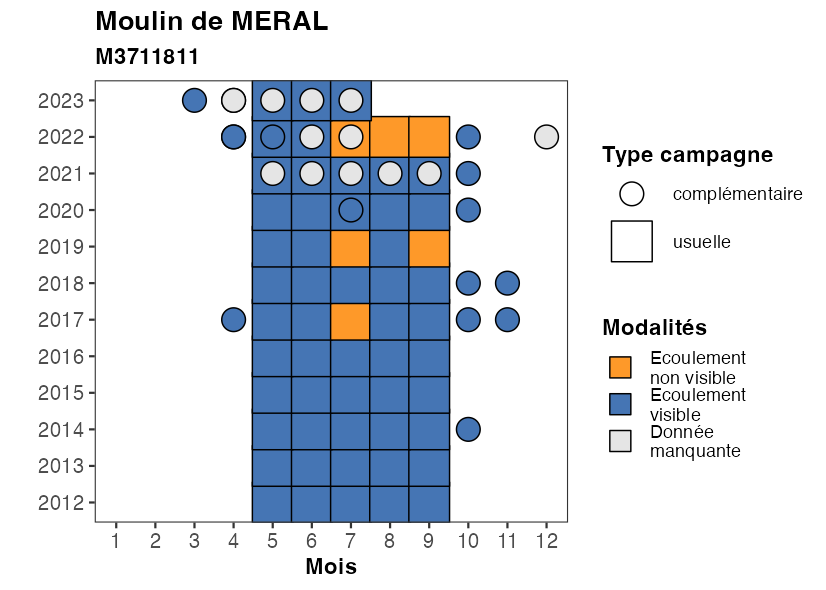 Moulin de MERAL
M3711811
2023
2022
2021
2020
2019
2018
2017
2016
2015
2014
2013
2012
1 2 3 4 5 6 7 8 9 10 11 12
Mois
Type campagne
complémentaire
usuelle
Modalités
Ecoulement
non visible
Ecoulement
visible
Donnée
manquante